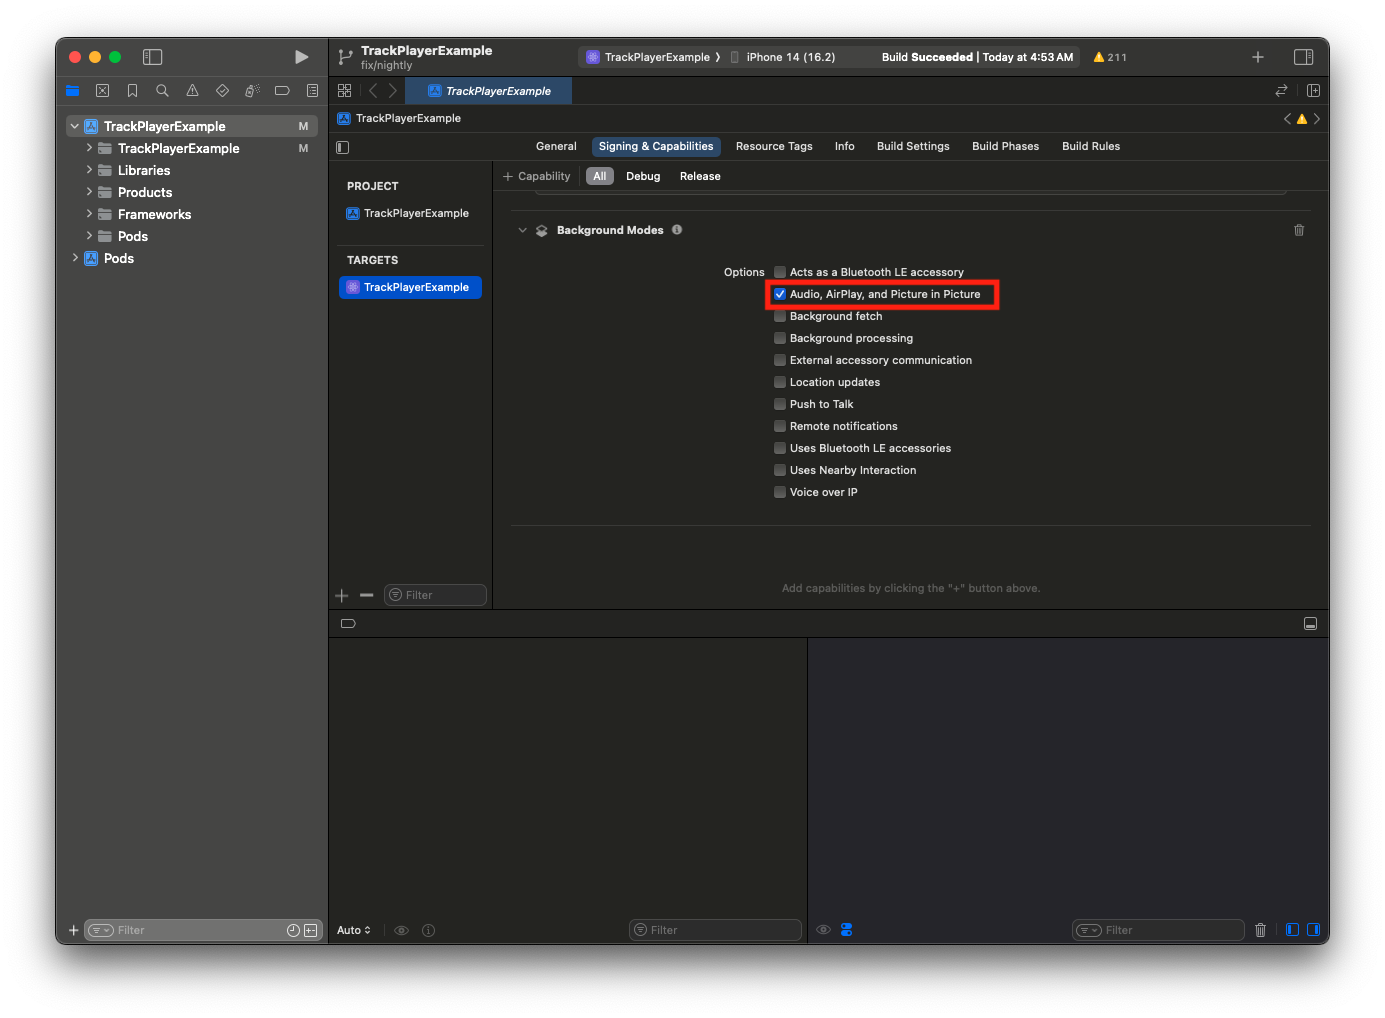 TrackPlayerExample
fix/nightly
TrackPlayerExample ❯ iPhone 14 (16.2) Build Succeeded | Today at 4:53 AM 211
TrackPlayerExample
TrackPlayerExample M
TrackPlayerExample M
Libraries
Products
Frameworks
Pods
Pods
TrackPlayerExample
General Signing & Capabilities Resource Tags Info Build Settings Build Phases Build Rules
+ Capability All Debug Release
PROJECT
TrackPlayerExample
TARGETS
TrackPlayerExample
Background Modes
Options Acts as a Bluetooth LE accessory
Audio, AirPlay, and Picture in Picture
Background fetch
Background processing
External accessory communication
Location updates
Push to Talk
Remote notifications
Uses Bluetooth LE accessories
Uses Nearby Interaction
Voice over IP
Add capabilities by clicking the "+" button above.
Filter
Filter
Auto
Filter
Filter